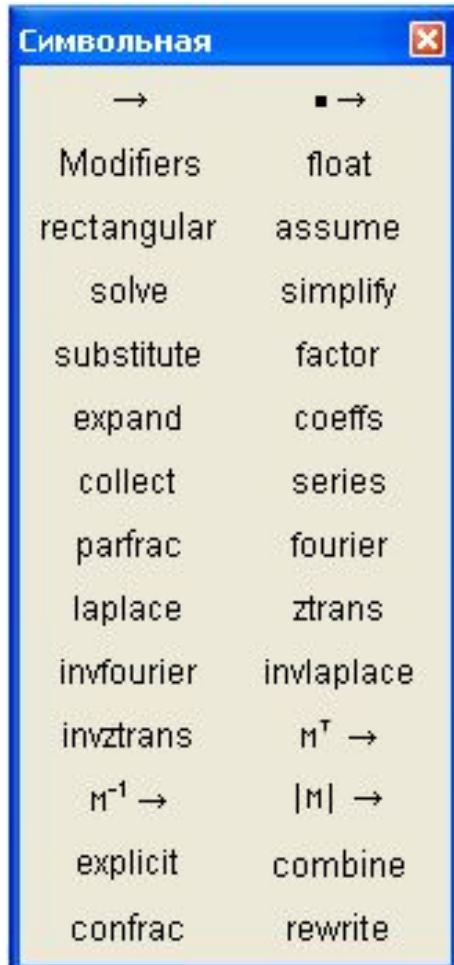 Символьная
→ ▪ →
Modifiers float
rectangular assume
solve simplify
substitute factor
expand coeffs
collect series
parfrac fourier
laplace ztrans
invfourier invlaplace
invztrans Mᵀ →
M⁻¹ → |M| →
explicit combine
confrac rewrite